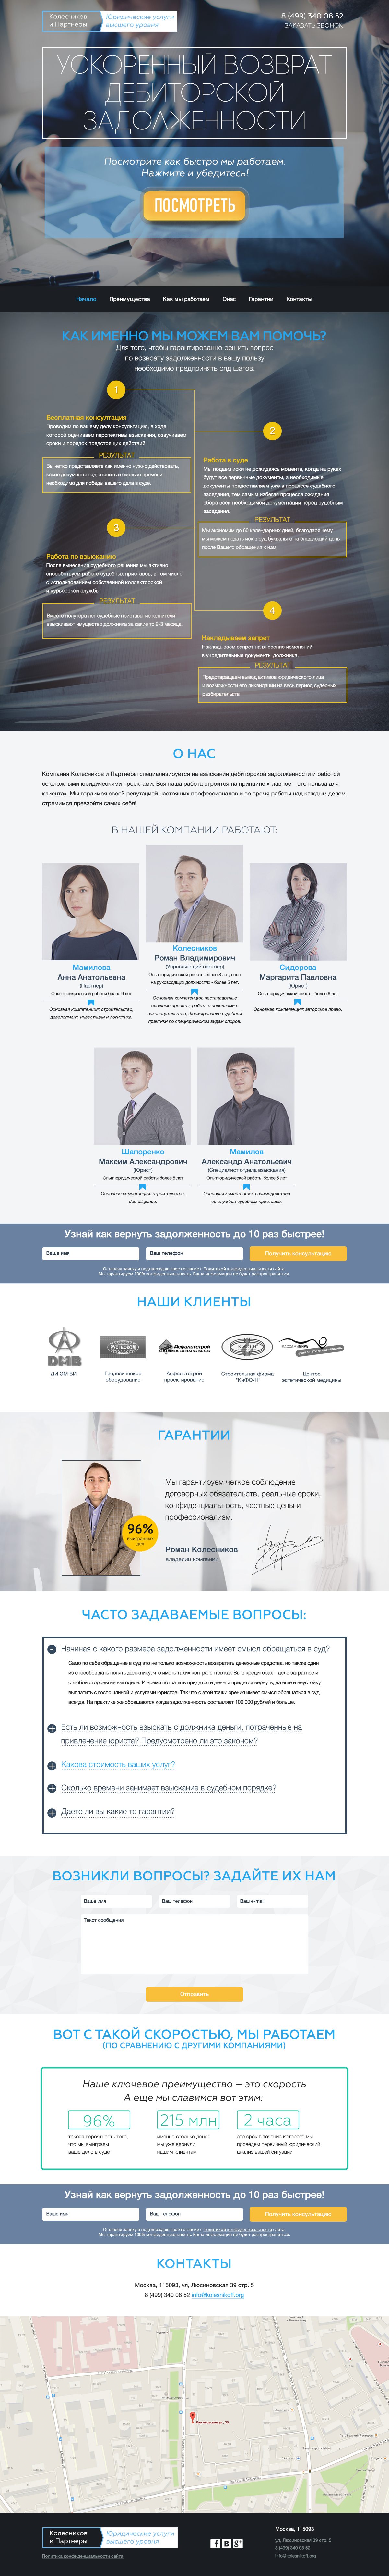 Колесников
и Партнеры
Юридические услуги
высшего уровня
8 (499) 340 08 52
ЗАКАЗАТЬ ЗВОНОК
УСКОРЕННЫЙ ВОЗВРАТ
ДЕБИТОРСКОЙ
ЗАДОЛЖЕННОСТИ
Посмотрите как быстро мы работаем.
Нажмите и убедитесь!
ПОСМОТРЕТЬ
Начало Преимущества Как мы работаем Онас Гарантии Контакты
КАК ИМЕННО МЫ МОЖЕМ ВАМ ПОМОЧЬ?
Для того, чтобы гарантированно решить вопрос
по возврату задолженности в вашу пользу
необходимо предпринять ряд шагов.
1
Бесплатная консультация
Проводим по вашему делу консультацию, в ходе
которой оцениваем перспективы взыскания, озвучиваем
сроки и порядок предстоящих действий
РЕЗУЛЬТАТ
Вы четко представляете как именно нужно действовать,
какие документы подготовить и сколько времени
необходимо для победы вашего дела в суде.
2
Работа в суде
Мы подаем иски не дожидаясь момента, когда на руках
будут все первичные документы, а необходимые
документы предоставляем уже в процессе судебного
заседания, тем самым избегая процесса ожидания
сбора всей необходимой документации перед судебным
заседанием.
РЕЗУЛЬТАТ
Мы экономим до 60 календарных дней, благодаря чему
мы можем подать иск в суд буквально на следующий день
после Вашего обращения к нам.
3
Работа по взысканию
После вынесения судебного решения мы активно
способствуем работе судебных приставов, в том числе
с использованием собственной коллекторской
и курьерской службы.
РЕЗУЛЬТАТ
Вместо полутора лет судебные приставы-исполнители
взыскивают имущество должника за какие то 2-3 месяца.
4
Накладываем запрет
Накладываем запрет на внесение изменений
в учредительные документы должника.
РЕЗУЛЬТАТ
Предотвращаем вывод активов юридического лица
и возможности его ликвидации на весь период судебных
разбирательств
О НАС
Компания Колесников и Партнеры специализируется на взыскании дебиторской задолженности и работой
со сложными юридическими проектами. Вся наша работа строится на принципе «главное – это польза для
клиента». Мы гордимся своей репутацией настоящих профессионалов и во время работы над каждым делом
стремимся превзойти самих себя!
В НАШЕЙ КОМПАНИИ РАБОТАЮТ:
Мамилова
Анна Анатольевна
(Партнер)
Опыт юридической работы более 9 лет
Основная компетенция: строительство,
девелопмент, инвестиции и логистика.
Колесников
Роман Владимирович
(Управляющий партнер)
Опыт юридической работы более 8 лет, опыт
на руководящих должностях - более 5 лет.
Основная компетенция: нестандартные
сложные проекты, работа с новеллами в
законодательстве, формирование судебной
практики по специфическим видам споров.
Сидорова
Маргарита Павловна
(Юрист)
Опыт юридической работы более 6 лет
Основная компетенция: авторское право.
Шапоренко
Максим Александрович
(Юрист)
Опыт юридической работы более 5 лет
Основная компетенция: строительство,
due diligence.
Мамилов
Александр Анатольевич
(Специалист отдела взыскания)
Опыт юридической работы более 5 лет
Основная компетенция: взаимодействие
со службой судебных приставов.
Узнай как вернуть задолженность до 10 раз быстрее!
Ваше имя Ваш телефон Получить консультацию
Оставляя заявку я подтверждаю свое согласие с Политикой конфиденциальности сайта.
Мы гарантируем 100% конфиденциальность. Ваша информация не будет распространяться.
НАШИ КЛИЕНТЫ
ДИ ЭМ БИ
Геодезическое
оборудование
Асфальтстрой
Асфальтстрой
проектирование
Строительная фирма
"КиФО-Н"
Центре
эстетической медицины
ГАРАНТИИ
Мы гарантируем четкое соблюдение
договорных обязательств, реальные сроки,
конфиденциальность, честные цены и
профессионализм.
96%
выигранных
дел
Роман Колесников
владелиц компании
ЧАСТО ЗАДАВАЕМЫЕ ВОПРОСЫ:
Начиная с какого размера задолженности имеет смысл обращаться в суд?
Само по себе обращение в суд это не только возможность возвратить денежные средства, но также один
из способов дать понять должнику, что иметь таких контрагентов как Вы в кредиторах – дело затратное и
с любой стороны не выгодное. И время потратить придется и деньги придется вернуть, да еще и неустойку
выплатить с госпошлиной и услугами юристов. Так что с этой точки зрения имеет смысл обращаться в суд
всегда. На практике же обращаются когда задолженность составляет 100 000 рублей и больше.
Есть ли возможность взыскать с должника деньги, потраченные на
привлечение юриста? Предусмотрено ли это законом?
Какова стоимость ваших услуг?
Сколько времени занимает взыскание в судебном порядке?
Даете ли вы какие то гарантии?
ВОЗНИКЛИ ВОПРОСЫ? ЗАДАЙТЕ ИХ НАМ
Ваше имя Ваш телефон Ваш e-mail
Текст сообщения
Отправить
ВОТ С ТАКОЙ СКОРОСТЬЮ, МЫ РАБОТАЕМ
(ПО СРАВНЕНИЮ С ДРУГИМИ КОМПАНИЯМИ)
Наше ключевое преимущество – это скорость
А еще мы славимся вот этим:
96%
такова вероятность того,
что мы выиграем
ваше дело в суде
215 млн
именно столько денег
мы уже вернули
нашим клиентам
2 часа
это срок в течение которого мы
проведем первичный юридический
анализ вашей ситуации
Узнай как вернуть задолженность до 10 раз быстрее!
Ваше имя Ваш телефон Получить консультацию
Оставляя заявку я подтверждаю свое согласие с Политикой конфиденциальности сайта.
Мы гарантируем 100% конфиденциальность. Ваша информация не будет распространяться.
КОНТАКТЫ
Москва, 115093, ул, Люсиновская 39 стр. 5
8 (499) 340 08 52 info@kolesnikoff.org
Люсиновская ул., 39
Колесников
и Партнеры
Юридические услуги
высшего уровня
Политики конфиденциальности сайта.
Москва, 115093
ул, Люсиновская 39 стр. 5
8 (499) 340 08 52
info@kolesnikoff.org